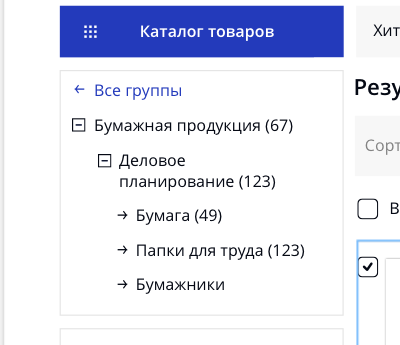 Каталог товаров
Все группы
Бумажная продукция (67)
Деловое
планирование (123)
Бумага (49)
Папки для труда (123)
Бумажники
Хит
Резу
Сорт
В